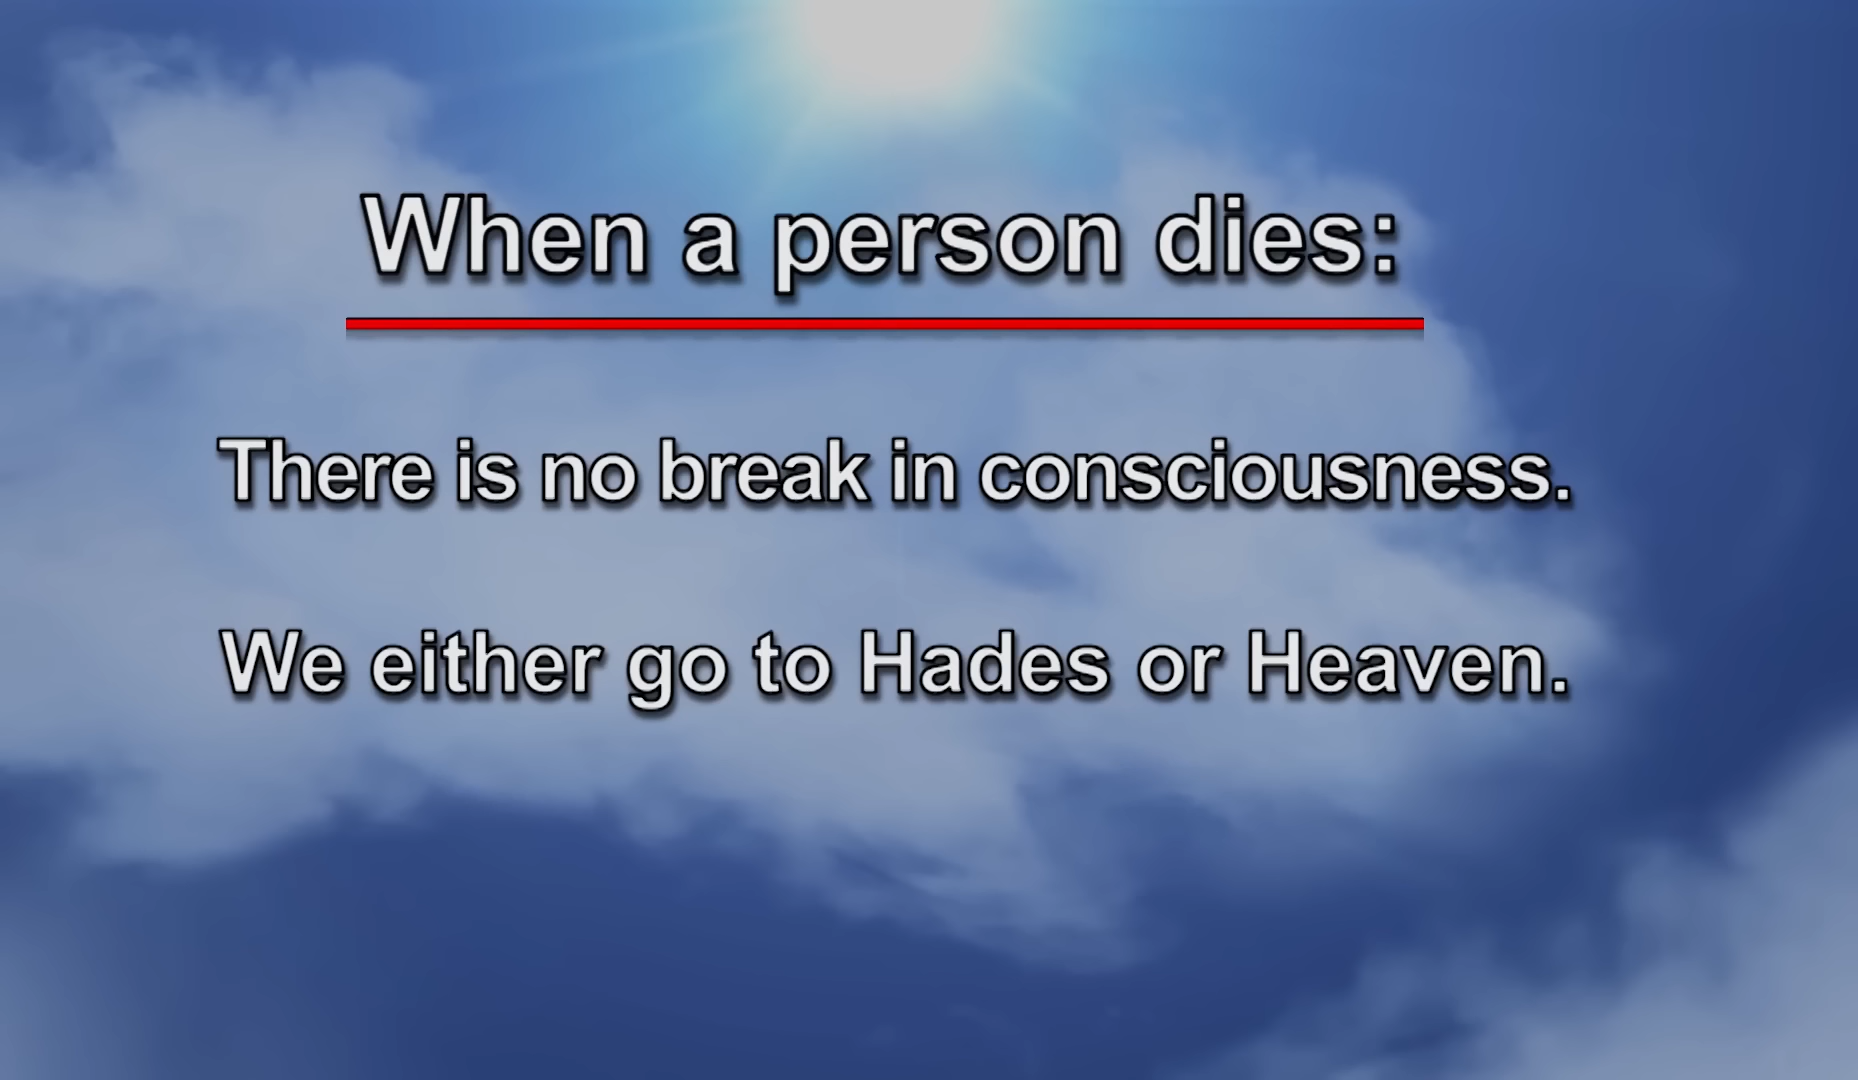 When a person dies:
There is no break in consciousness.
We either go to Hades or Heaven.